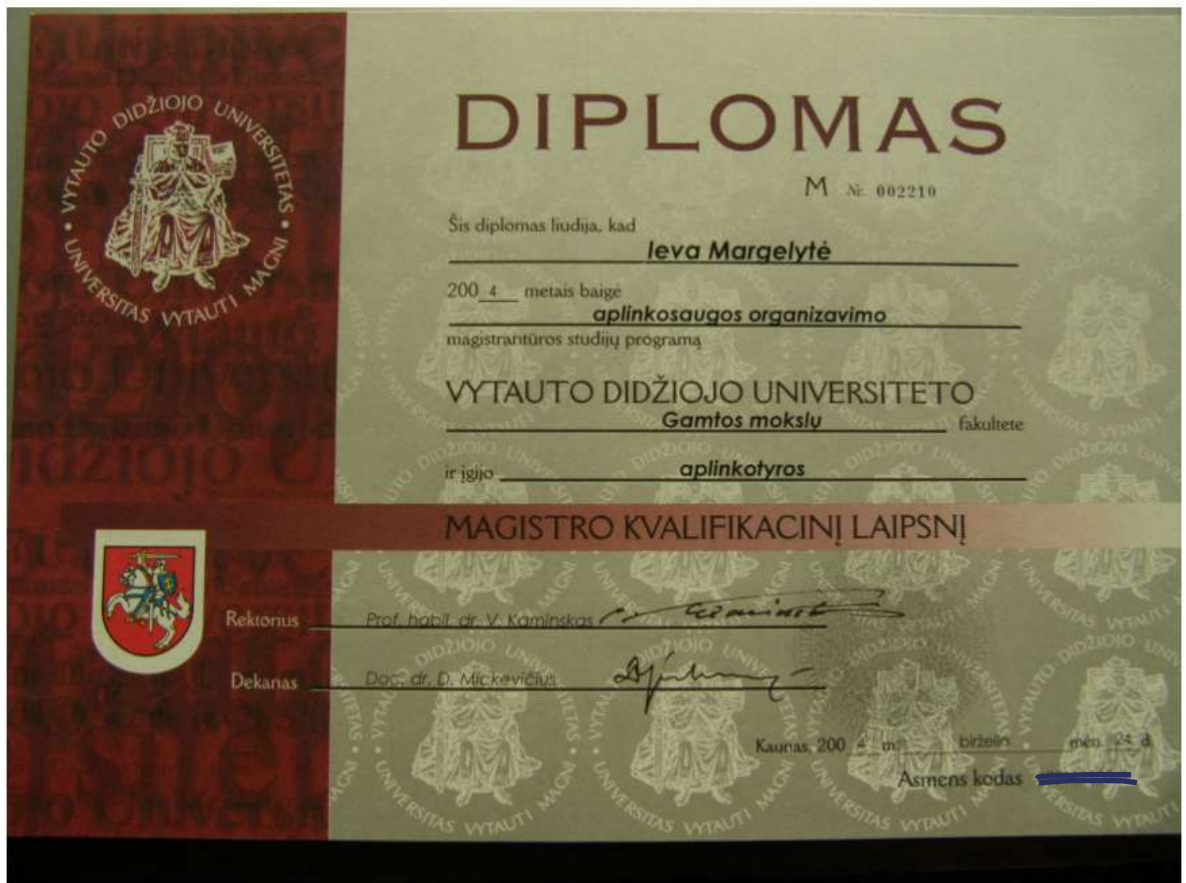 VYTAUTO DIDŽIOJO UNIVERSITETAS • UNIVERSITAS VYTAUTI MAGNI •
DIPLOMAS
M Nr. 002210
Šis diplomas liudija, kad
Ieva Margelytė
200 4 metais baigė
aplinkosaugos organizavimo
magistrantūros studijų programą
VYTAUTO DIDŽIOJO UNIVERSITETO
Gamtos mokslų fakultete
ir įgijo aplinkotyros
MAGISTRO KVALIFIKACINĮ LAIPSNĮ
Rektorius Prof. habil. dr. V. Kaminskas
Dekanas Doc. dr. D. Mickevičius
Kaunas, 200 4 m. birželio mėn. 24 d.
Asmens kodas